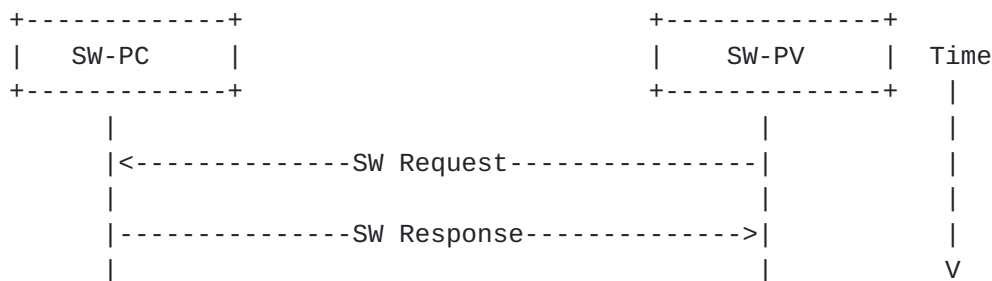 +-------------+                         +--------------+
|    SW-PC    |                         |    SW-PV     |  Time
+-------------+                         +--------------+   |
      |                                        |           |
      |<--------------SW Request---------------|           |
      |                                        |           |
      |---------------SW Response------------->|           |
      |                                        |           V